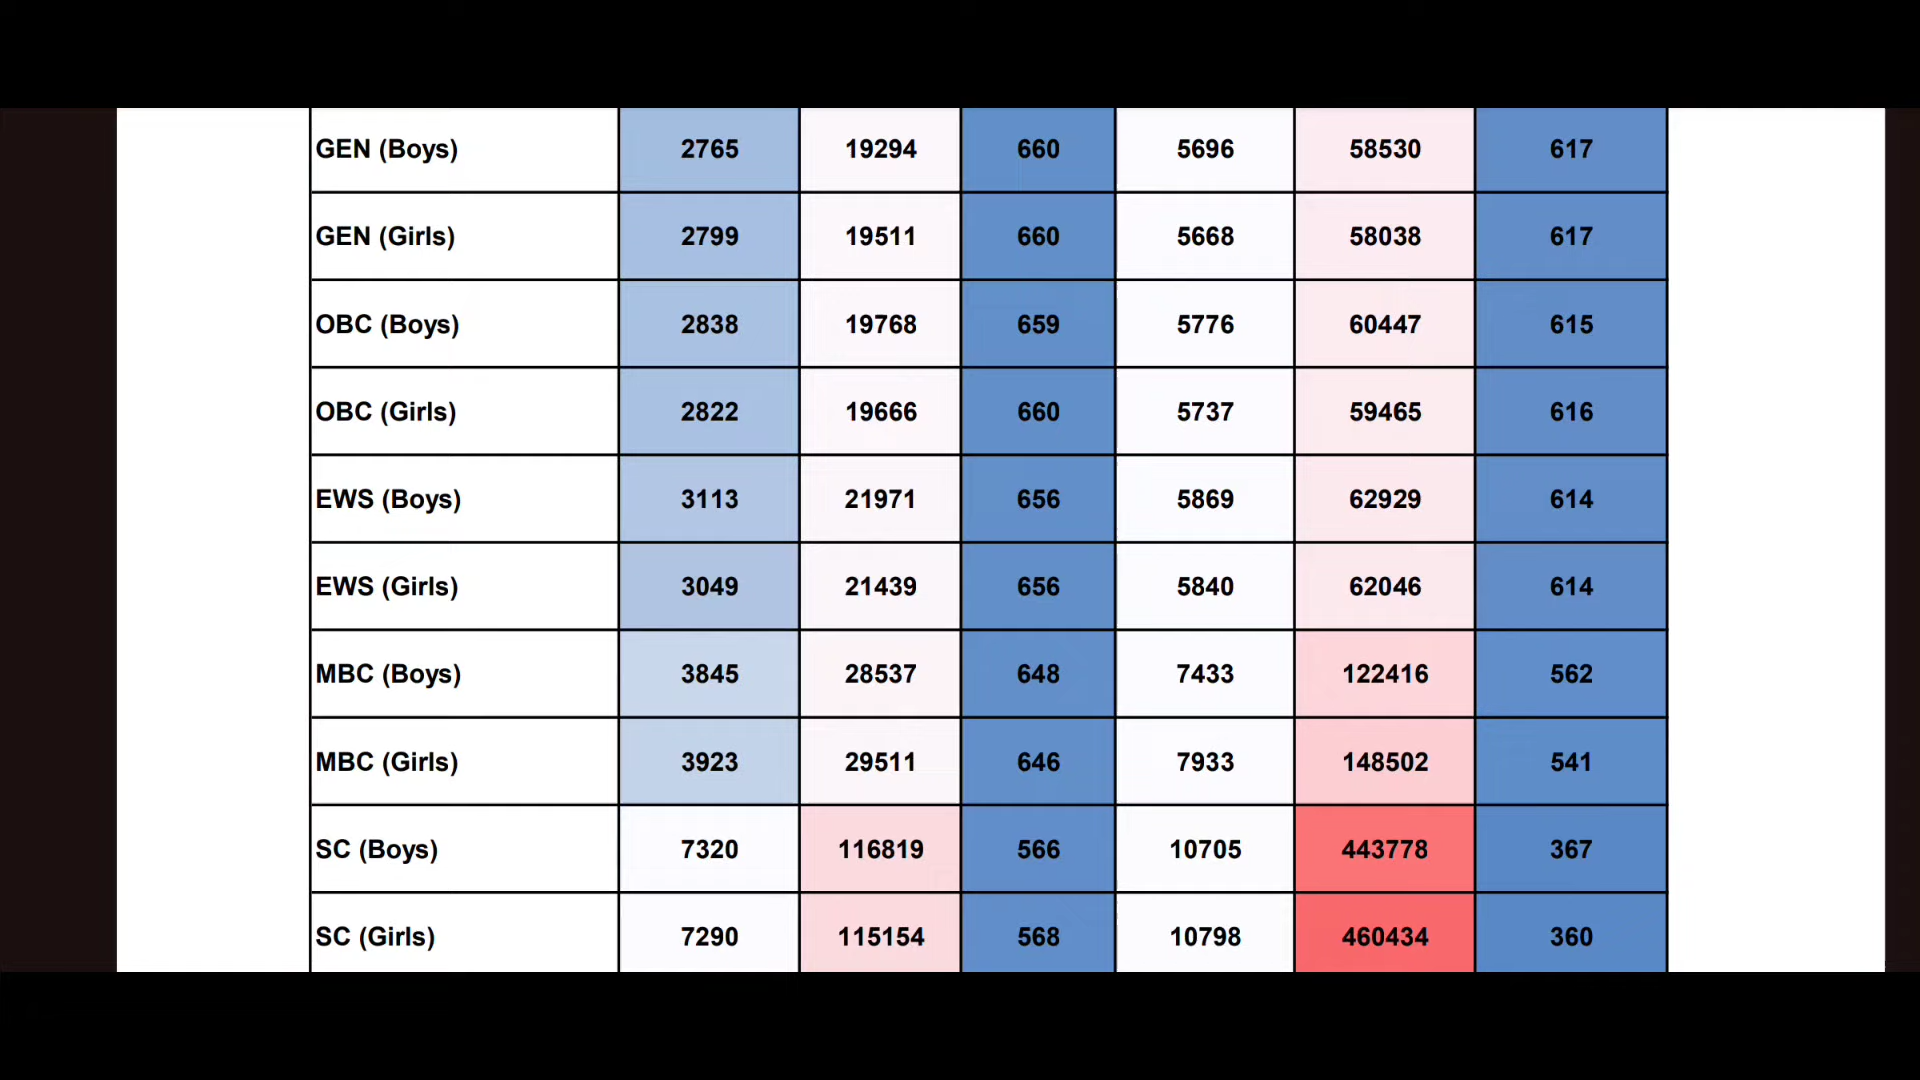 GEN (Boys) 2765 19294 660 5696 58530 617
GEN (Girls) 2799 19511 660 5668 58038 617
OBC (Boys) 2838 19768 659 5776 60447 615
OBC (Girls) 2822 19666 660 5737 59465 616
EWS (Boys) 3113 21971 656 5869 62929 614
EWS (Girls) 3049 21439 656 5840 62046 614
MBC (Boys) 3845 28537 648 7433 122416 562
MBC (Girls) 3923 29511 646 7933 148502 541
SC (Boys) 7320 116819 566 10705 443778 367
SC (Girls) 7290 115154 568 10798 460434 360